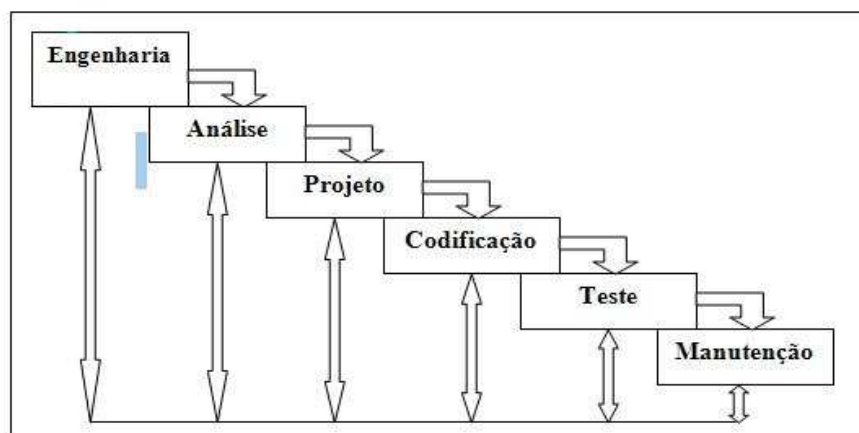 Engenharia
Análise
Projeto
Codificação
Teste
Manutenção